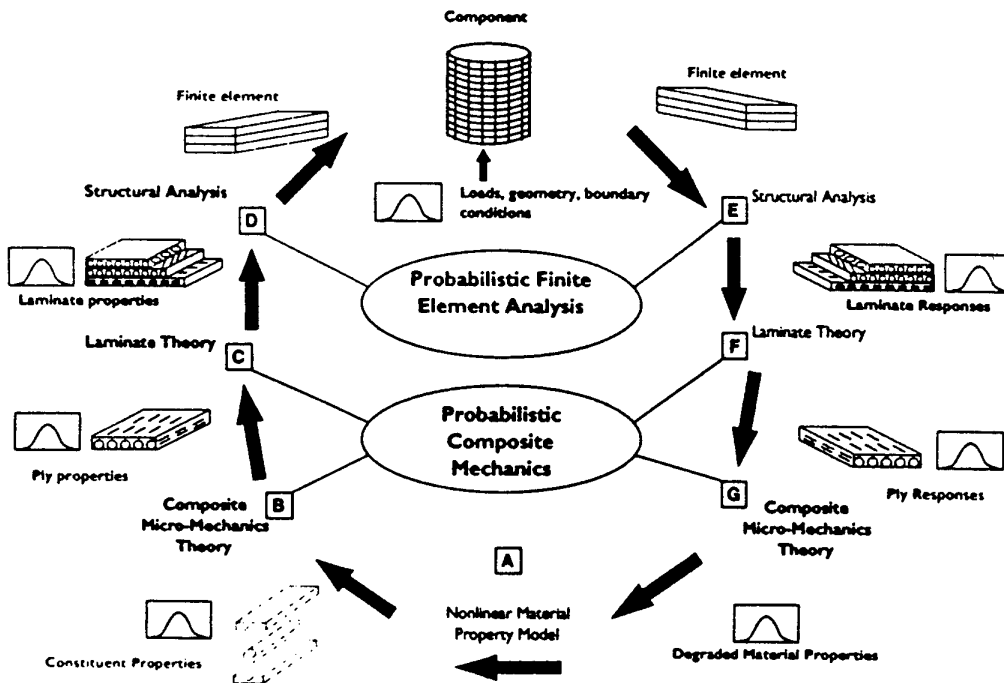 Component
Finite element
Finite element
Structural Analysis
D
Loads, geometry, boundary
conditions
E
Structural Analysis
Laminate properties
Probabilistic Finite
Element Analysis
Laminate Responses
Laminate Theory
C
F
Laminate Theory
Ply properties
Probabilistic
Composite
Mechanics
Ply Responses
B
Composite
Micro-Mechanics
Theory
G
Composite
Micro-Mechanics
Theory
A
Nonlinear Material
Property Model
Constituent Properties
Degraded Material Properties